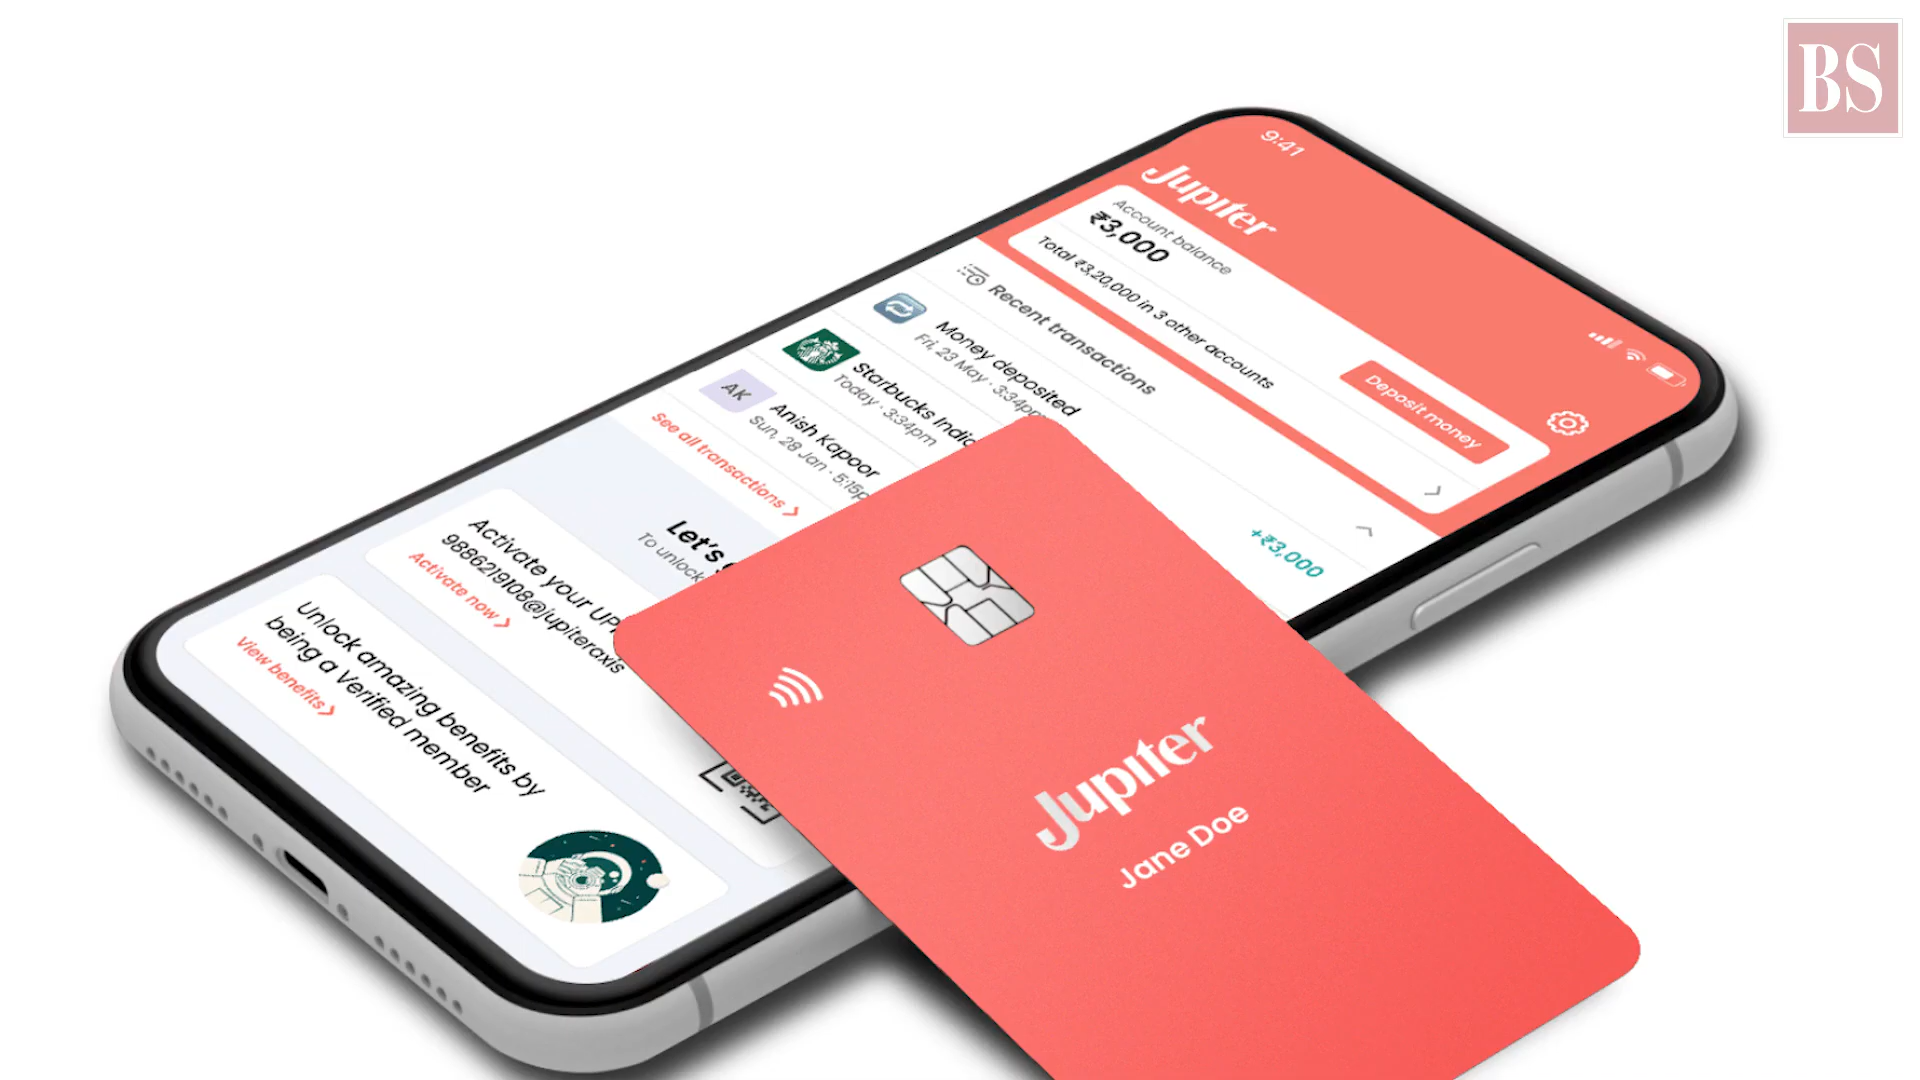 BS
9:41
Jupiter
Account balance
₹3,000
Total ₹3,20,000 in 3 other accounts
Deposit money
Recent transactions
Money deposited
Fri, 23 May · 3:34pm
+₹3,000
Starbucks India
Today · 3:34pm
AK
Anish Kapoor
Sun, 28 Jan · 5:15p
See all transactions
Let's
To unlock
Activate your UPI
9886219108@jupiteraxis
Activate now
Unlock amazing benefits by
being a Verified member
View benefits
Jupiter
Jane Doe